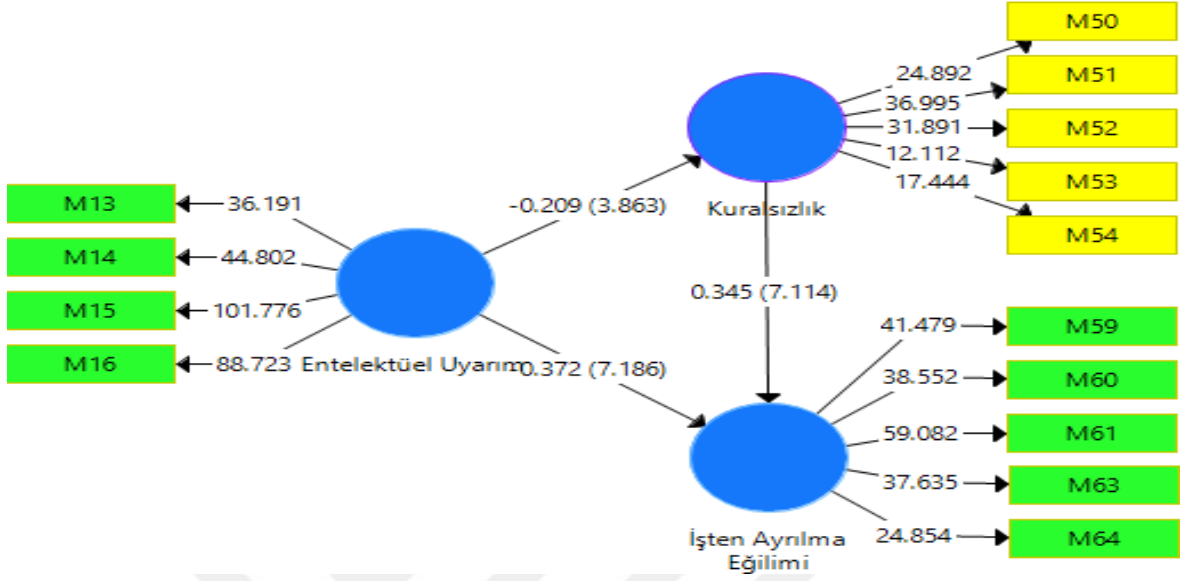 M50
24.892
M51
36.995
31.891
M52
12.112
M53
17.444
M54
M13
36.191
M14
44.802
M15
101.776
M16
88.723
Entelektüel Uyarım
-0.209 (3.863)
Kuralsızlık
0.345 (7.114)
0.372 (7.186)
41.479
M59
38.552
M60
59.082
M61
37.635
M63
24.854
M64
İşten Ayrılma
Eğilimi